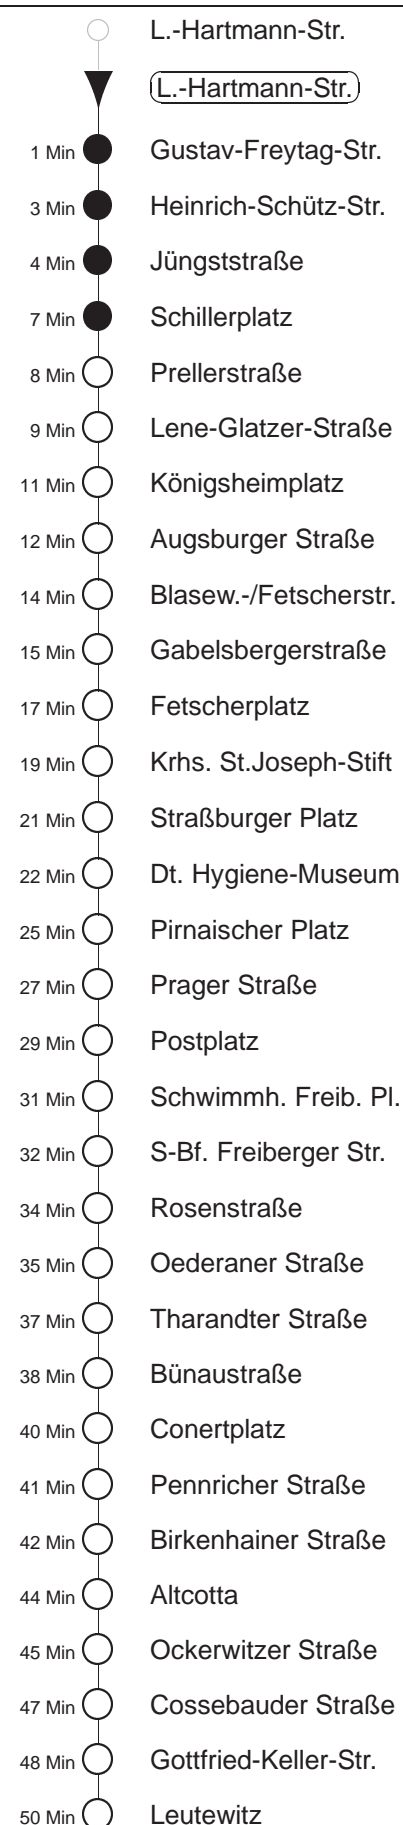 L.-Hartmann-Str.
L.-Hartmann-Str.
1 Min Gustav-Freytag-Str.
3 Min Heinrich-Schütz-Str.
4 Min Jüngststraße
7 Min Schillerplatz
8 Min Prellerstraße
9 Min Lene-Glatzer-Straße
11 Min Königsheimplatz
12 Min Augsburger Straße
14 Min Blasew.-/Fetscherstr.
15 Min Gabelsbergerstraße
17 Min Fetscherplatz
19 Min Krhs. St.Joseph-Stift
21 Min Straßburger Platz
22 Min Dt. Hygiene-Museum
25 Min Pirnaischer Platz
27 Min Prager Straße
29 Min Postplatz
31 Min Schwimmh. Freib. Pl.
32 Min S-Bf. Freiberger Str.
34 Min Rosenstraße
35 Min Oederaner Straße
37 Min Tharandter Straße
38 Min Bünaustraße
40 Min Conertplatz
41 Min Pennricher Straße
42 Min Birkenhainer Straße
44 Min Altcotta
45 Min Ockerwitzer Straße
47 Min Cossebauder Straße
48 Min Gottfried-Keller-Str.
50 Min Leutewitz